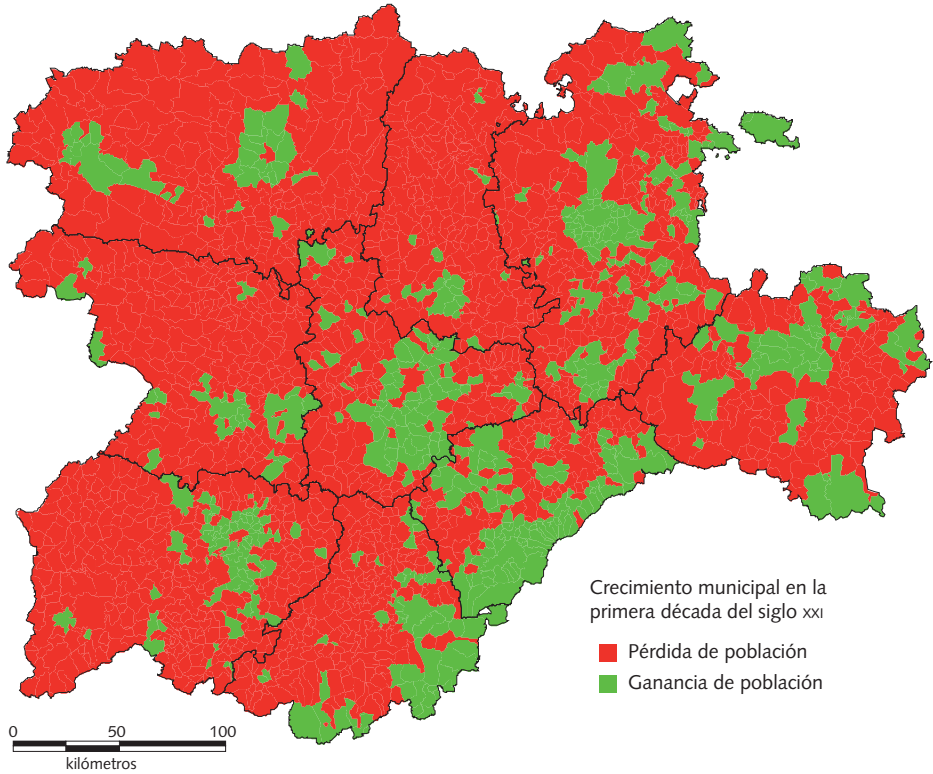 Crecimiento municipal en la
primera década del siglo XXI
Pérdida de población
Ganancia de población
0 50 100
kilómetros